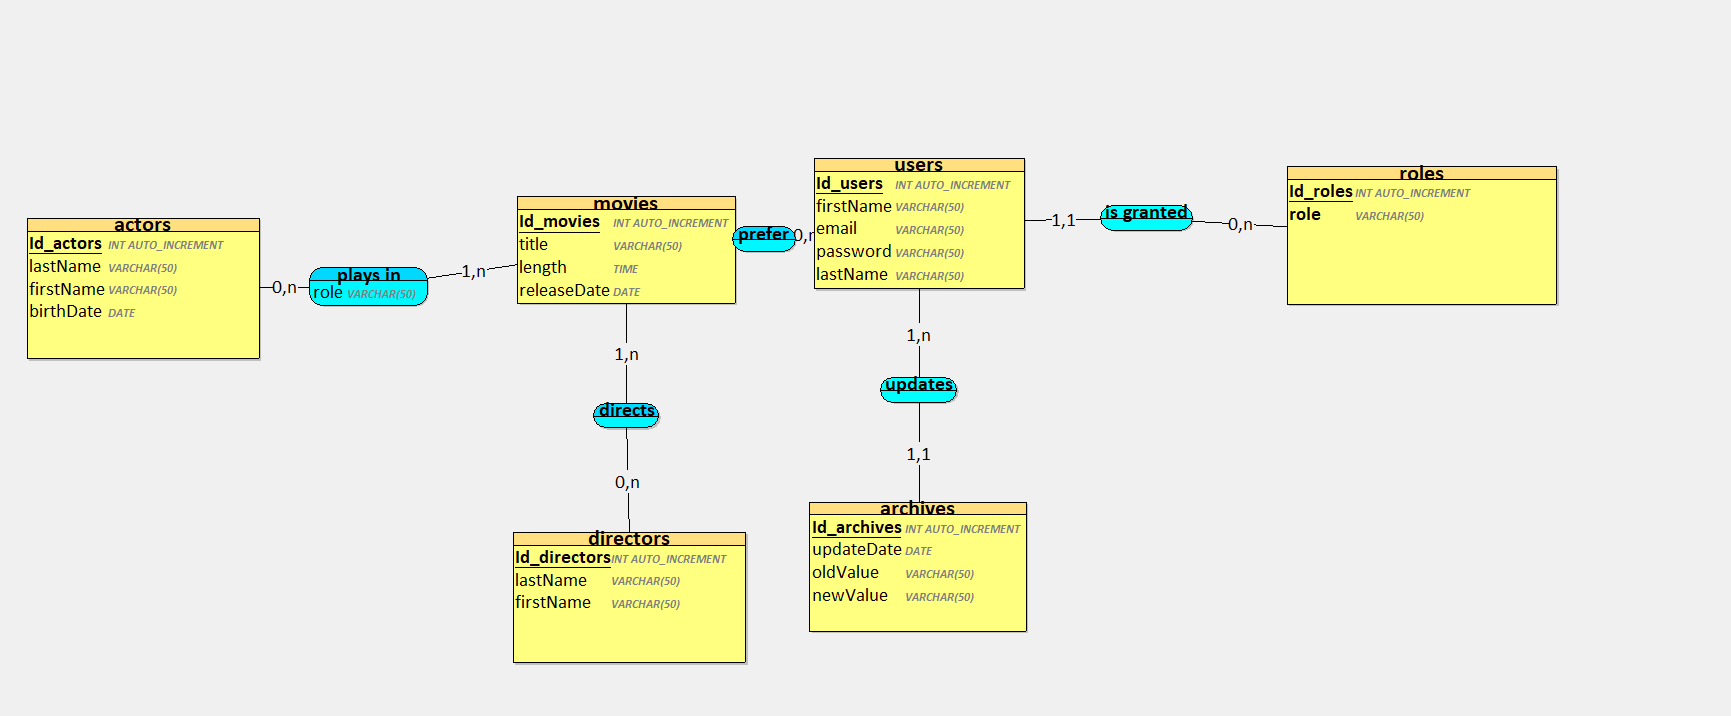 actors
Id_actors INT AUTO_INCREMENT
lastName VARCHAR(50)
firstName VARCHAR(50)
birthDate DATE
0,n
plays in
role VARCHAR(50)
1,n
movies
Id_movies INT AUTO_INCREMENT
title VARCHAR(50)
length TIME
releaseDate DATE
prefer
0,n
users
Id_users INT AUTO_INCREMENT
firstName VARCHAR(50)
email VARCHAR(50)
password VARCHAR(50)
lastName VARCHAR(50)
1,1
is granted
0,n
roles
Id_roles INT AUTO_INCREMENT
role VARCHAR(50)
1,n
directs
0,n
directors
Id_directors INT AUTO_INCREMENT
lastName VARCHAR(50)
firstName VARCHAR(50)
1,n
updates
1,1
archives
Id_archives INT AUTO_INCREMENT
updateDate DATE
oldValue VARCHAR(50)
newValue VARCHAR(50)